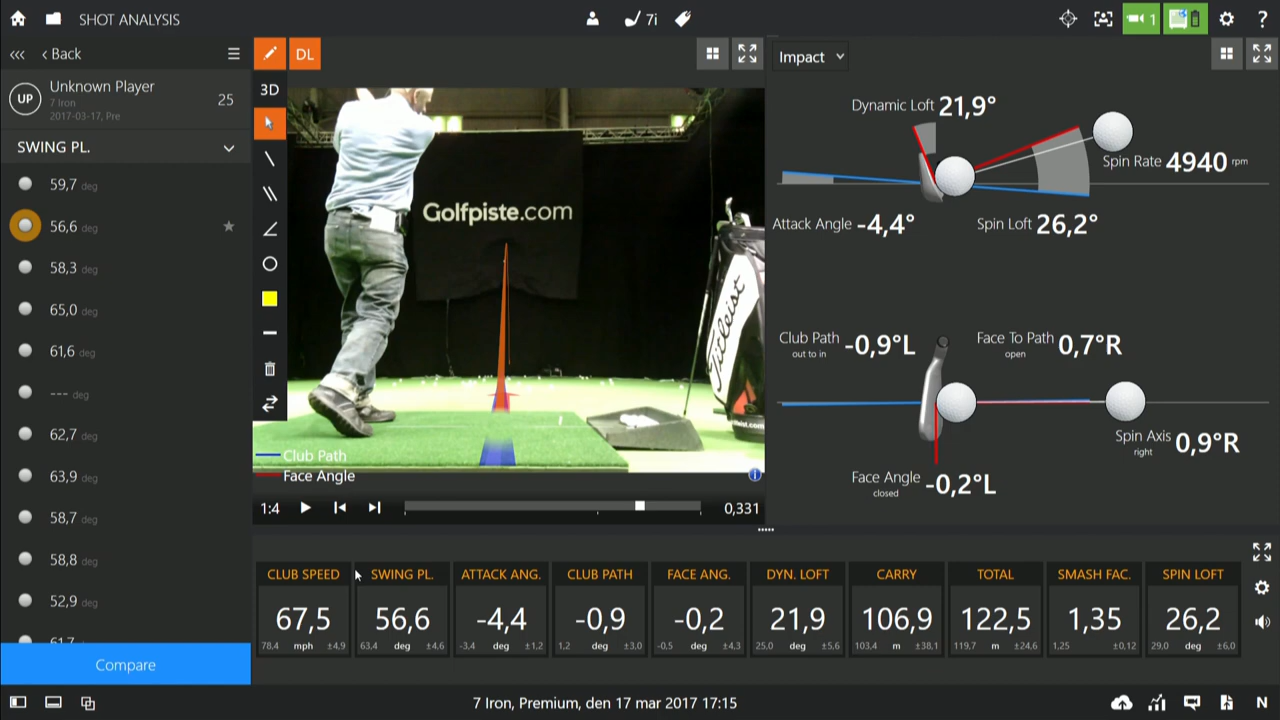 SHOT ANALYSIS
7i
1
?
Back
UP
Unknown Player
7 Iron
2017-03-17, Pre
25
SWING PL.
59,7 deg
56,6 deg
58,3 deg
65,0 deg
61,6 deg
--- deg
62,7 deg
63,9 deg
58,7 deg
58,8 deg
52,9 deg
61,7
Compare
DL
3D
Golfpiste.com
Titleist
Club Path
Face Angle
1:4
0,331
Impact
Dynamic Loft 21,9°
Spin Rate 4940 rpm
Attack Angle -4,4°
Spin Loft 26,2°
Club Path -0,9°L
out to in
Face To Path 0,7°R
open
Spin Axis 0,9°R
right
Face Angle -0,2°L
closed
CLUB SPEED
67,5
78,4 mph ±4,9
SWING PL.
56,6
63,4 deg ±4,6
ATTACK ANG.
-4,4
-3,4 deg ±1,2
CLUB PATH
-0,9
1,2 deg ±3,0
FACE ANG.
-0,2
-0,5 deg ±4,3
DYN. LOFT
21,9
25,0 deg ±5,6
CARRY
106,9
103,4 m ±38,1
TOTAL
122,5
119,7 m ±24,6
SMASH FAC.
1,35
1,25 ±0,12
SPIN LOFT
26,2
29,0 deg ±6,0
7 Iron, Premium, den 17 mar 2017 17:15
N